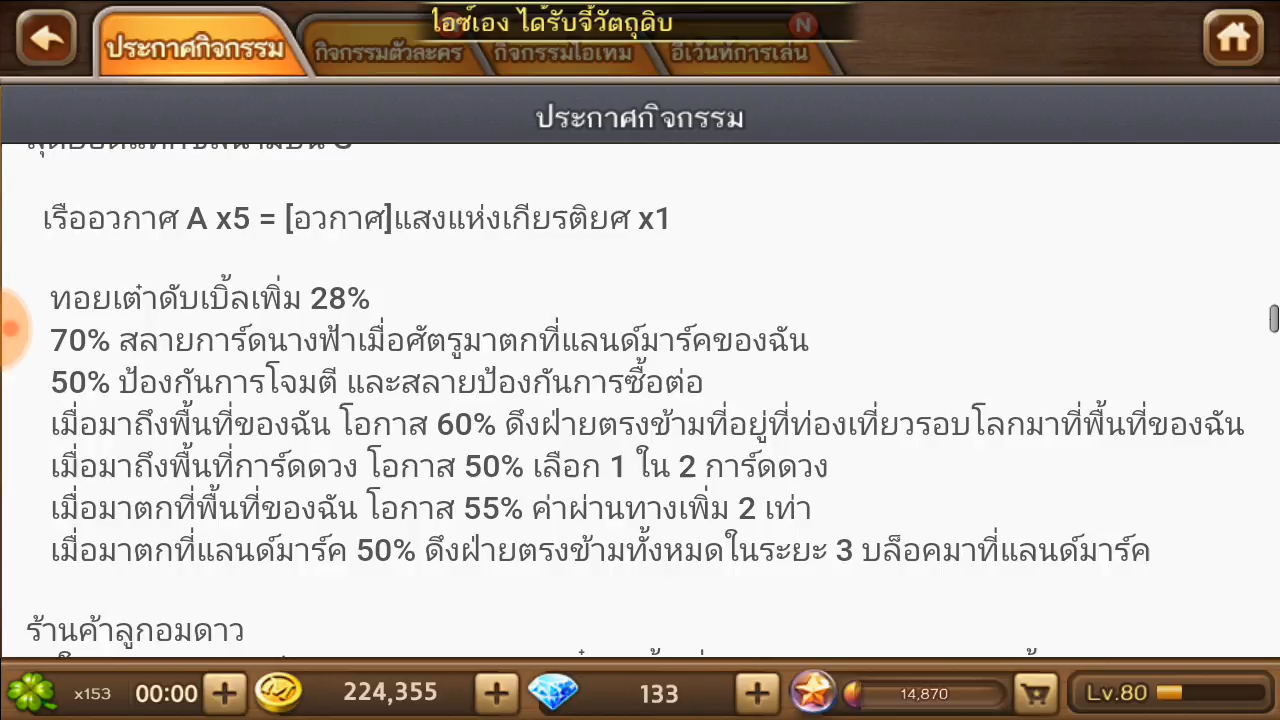 ไอซ์เอง ได้รับจี้วัตถุดิบ
ประกาศกิจกรรม
กิจกรรมตัวละคร
กิจกรรมไอเทม
N
อีเว้นท์การเล่น
ประกาศกิจกรรม
เรืออวกาศ A x5 = [อวกาศ]แสงแห่งเกียรติยศ x1
ทอยเต๋าดับเบิ้ลเพิ่ม 28%
70% สลายการ์ดนางฟ้าเมื่อศัตรูมาตกที่แลนด์มาร์คของฉัน
50% ป้องกันการโจมตี และสลายป้องกันการซื้อต่อ
เมื่อมาถึงพื้นที่ของฉัน โอกาส 60% ดึงฝ่ายตรงข้ามที่อยู่ที่ท่องเที่ยวรอบโลกมาที่พื้นที่ของฉัน
เมื่อมาถึงพื้นที่การ์ดดวง โอกาส 50% เลือก 1 ใน 2 การ์ดดวง
เมื่อมาตกที่พื้นที่ของฉัน โอกาส 55% ค่าผ่านทางเพิ่ม 2 เท่า
เมื่อมาตกที่แลนด์มาร์ค 50% ดึงฝ่ายตรงข้ามทั้งหมดในระยะ 3 บล็อคมาที่แลนด์มาร์ค
ร้านค้าลูกอมดาว
x153 00:00 224,355 133 14,870 Lv.80